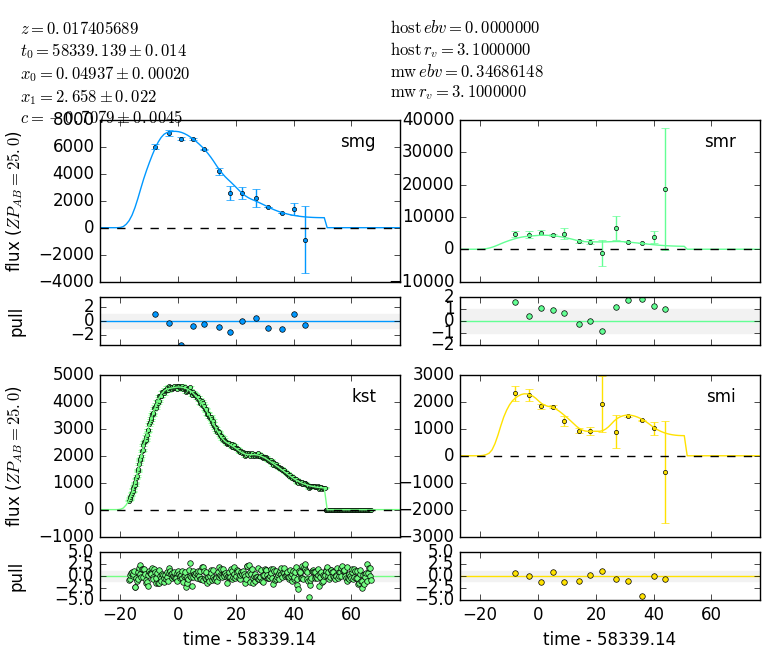 z = 0.017405689
t0 = 58339.139 ± 0.014
x0 = 0.04937 ± 0.00020
x1 = 2.658 ± 0.022
c = −0.7079 ± 0.0045
host ebv = 0.0000000
host r_v = 3.1000000
mw ebv = 0.34686148
mw r_v = 3.1000000
flux (ZP_AB = 25.0)
8000
6000
4000
2000
0
−2000
−4000
smg
40000
30000
20000
10000
0
−10000
smr
pull
2
0
−2
2
1
0
−1
−2
flux (ZP_AB = 25.0)
5000
4000
3000
2000
1000
0
−1000
kst
3000
2000
1000
0
−1000
−2000
−3000
smi
pull
5.0
2.5
0.0
−2.5
−5.0
5.0
2.5
0.0
−2.5
−5.0
−20 0 20 40 60
−20 0 20 40 60
time - 58339.14
time - 58339.14